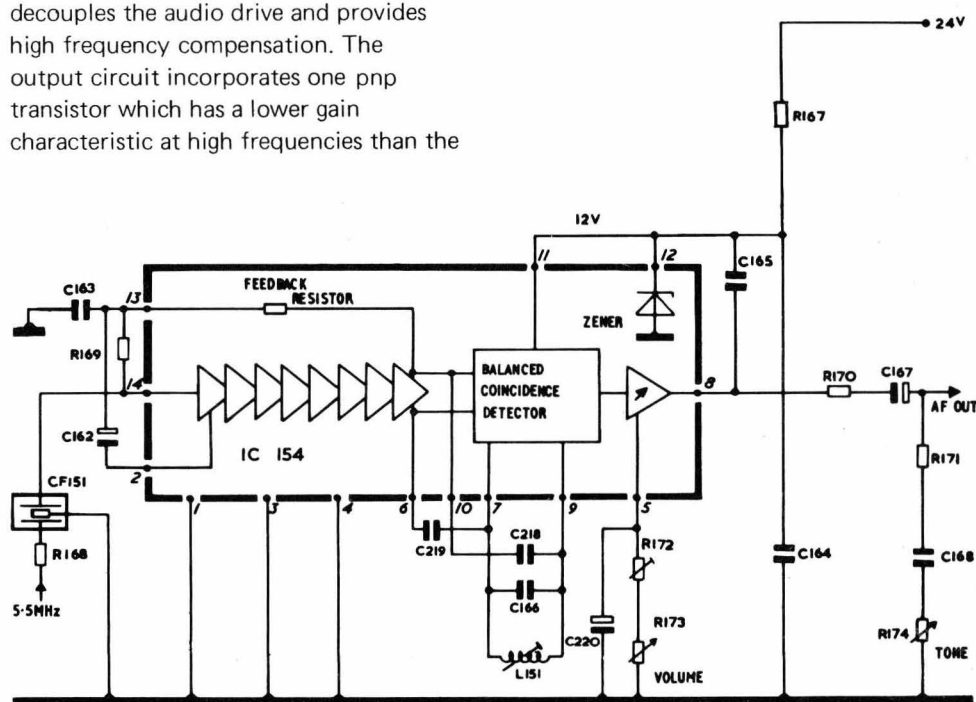 decouples the audio drive and provides
high frequency compensation. The
output circuit incorporates one pnp
transistor which has a lower gain
characteristic at high frequencies than the
24V
R167
12V
11
12
C165
C163
13
FEEDBACK
RESISTOR
ZENER
R169
14
BALANCED
COINCIDENCE
DETECTOR
8
R170
C167
AF OUT
C162
IC 154
R171
2
CF151
1
3
4
6
10
7
9
5
C219
C218
R172
C164
C168
R168
C166
5·5MHz
C220
R173
R174
L151
VOLUME
TONE